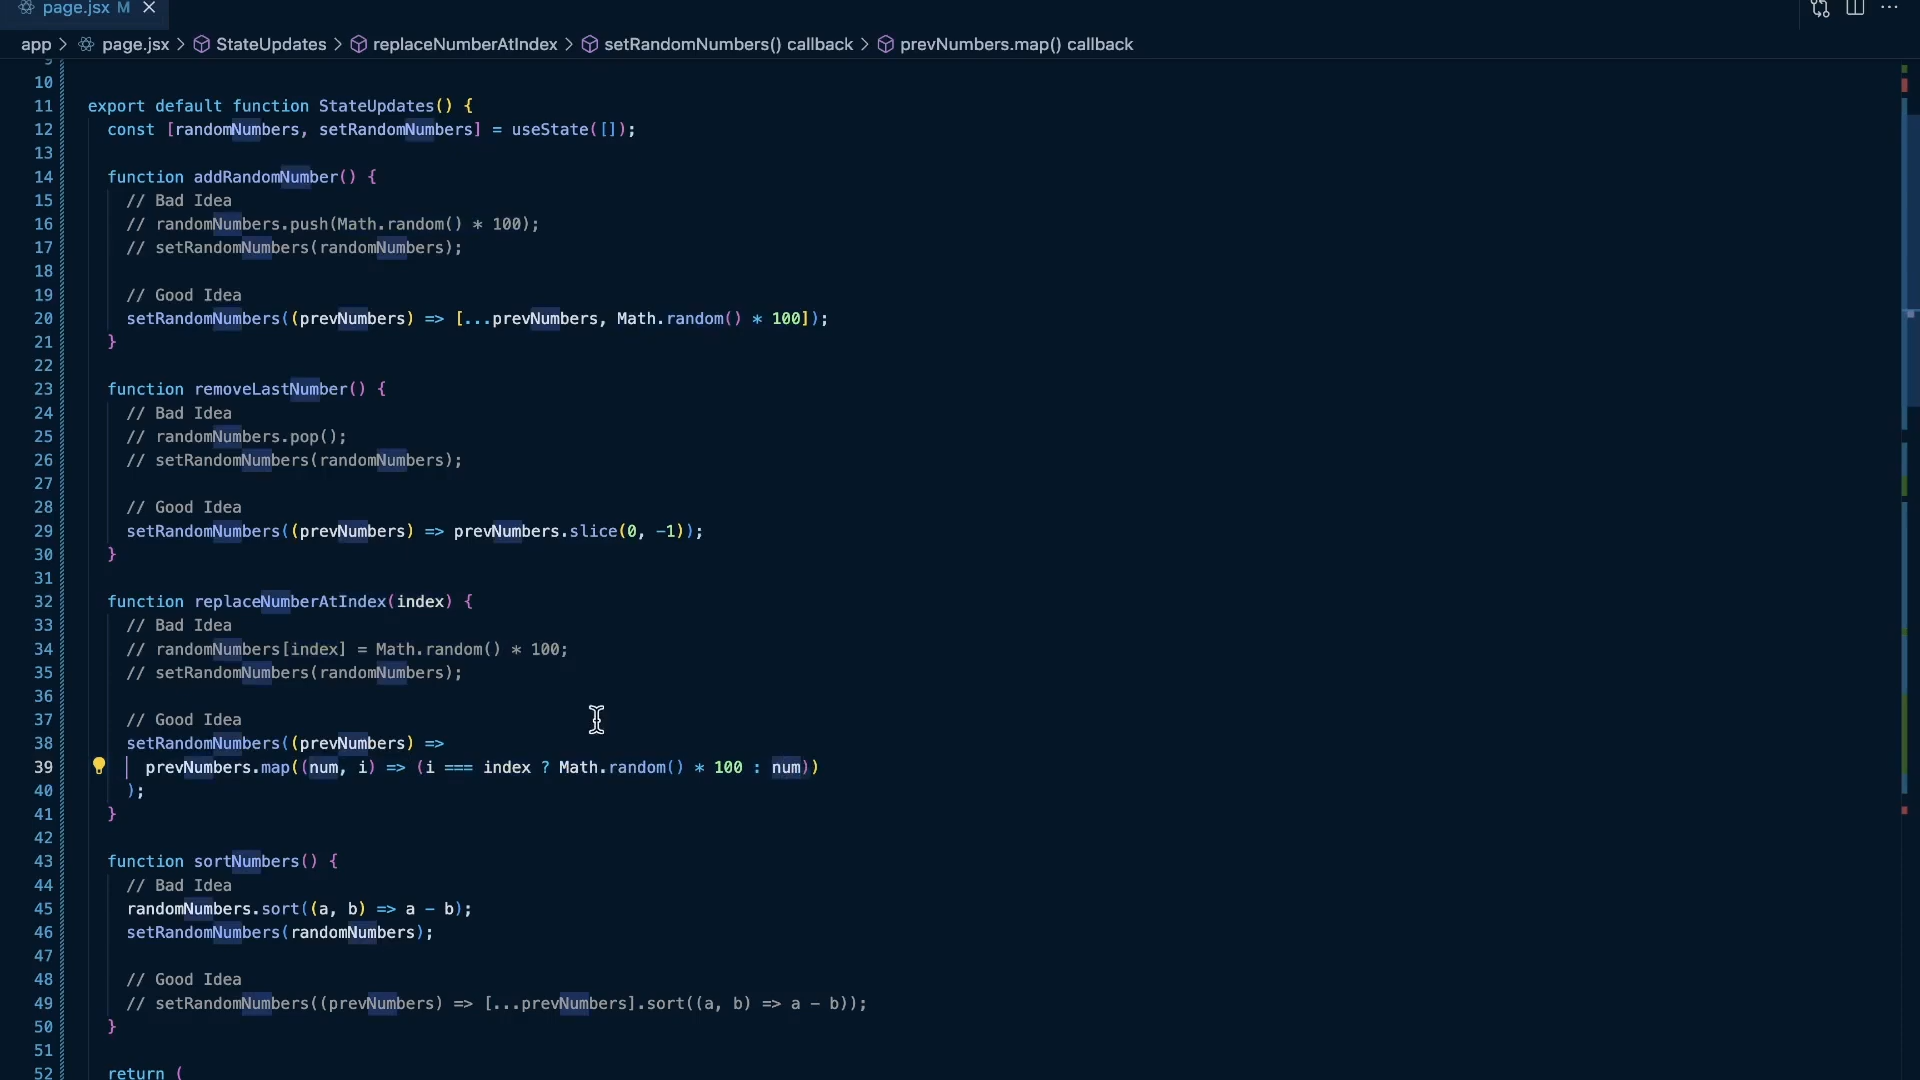 page.jsx M
app > page.jsx > StateUpdates > replaceNumberAtIndex > setRandomNumbers() callback > prevNumbers.map() callback
9
10
11 export default function StateUpdates() {
12 const [randomNumbers, setRandomNumbers] = useState([]);
13
14 function addRandomNumber() {
15 // Bad Idea
16 // randomNumbers.push(Math.random() * 100);
17 // setRandomNumbers(randomNumbers);
18
19 // Good Idea
20 setRandomNumbers((prevNumbers) => [...prevNumbers, Math.random() * 100]);
21 }
22
23 function removeLastNumber() {
24 // Bad Idea
25 // randomNumbers.pop();
26 // setRandomNumbers(randomNumbers);
27
28 // Good Idea
29 setRandomNumbers((prevNumbers) => prevNumbers.slice(0, -1));
30 }
31
32 function replaceNumberAtIndex(index) {
33 // Bad Idea
34 // randomNumbers[index] = Math.random() * 100;
35 // setRandomNumbers(randomNumbers);
36
37 // Good Idea
38 setRandomNumbers((prevNumbers) =>
39 prevNumbers.map((num, i) => (i === index ? Math.random() * 100 : num))
40 );
41 }
42
43 function sortNumbers() {
44 // Bad Idea
45 randomNumbers.sort((a, b) => a - b);
46 setRandomNumbers(randomNumbers);
47
48 // Good Idea
49 // setRandomNumbers((prevNumbers) => [...prevNumbers].sort((a, b) => a - b));
50 }
51
52 return (